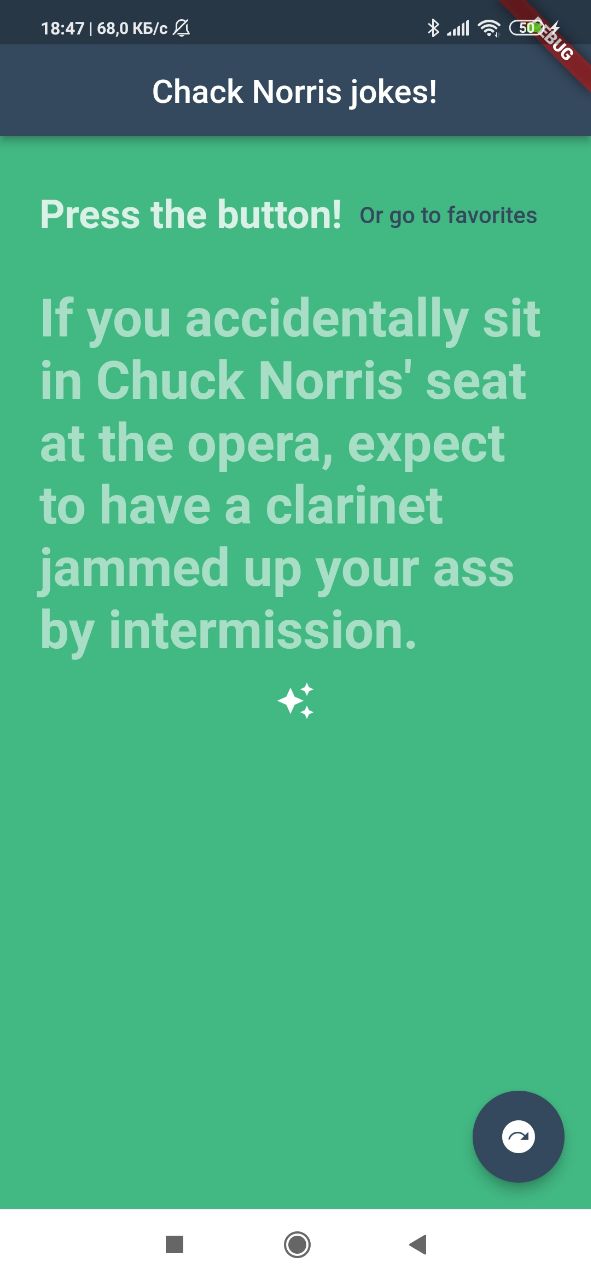 18:47 | 68,0 КБ/с
50
DEBUG
Chack Norris jokes!
Press the button! Or go to favorites
If you accidentally sit
in Chuck Norris' seat
at the opera, expect
to have a clarinet
jammed up your ass
by intermission.